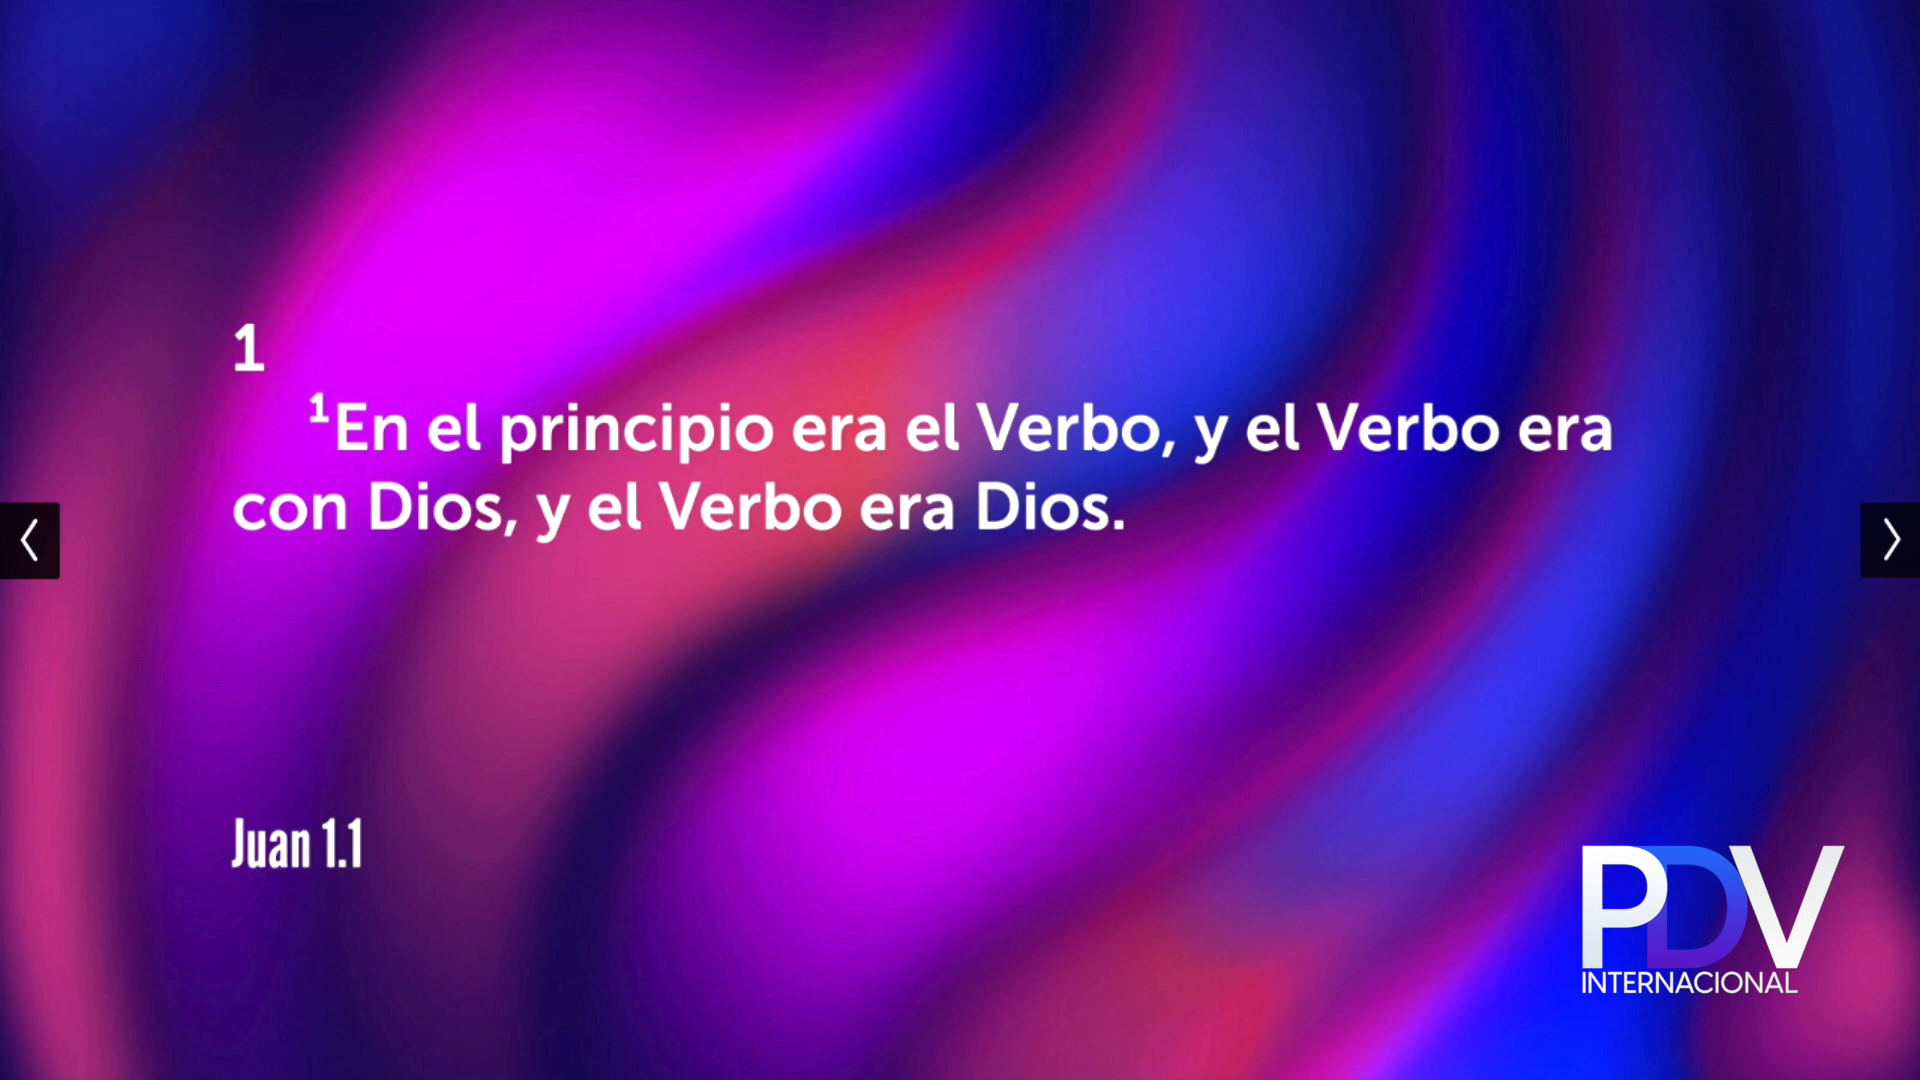 1
¹En el principio era el Verbo, y el Verbo era
con Dios, y el Verbo era Dios.
Juan 1.1
PDV
INTERNACIONAL